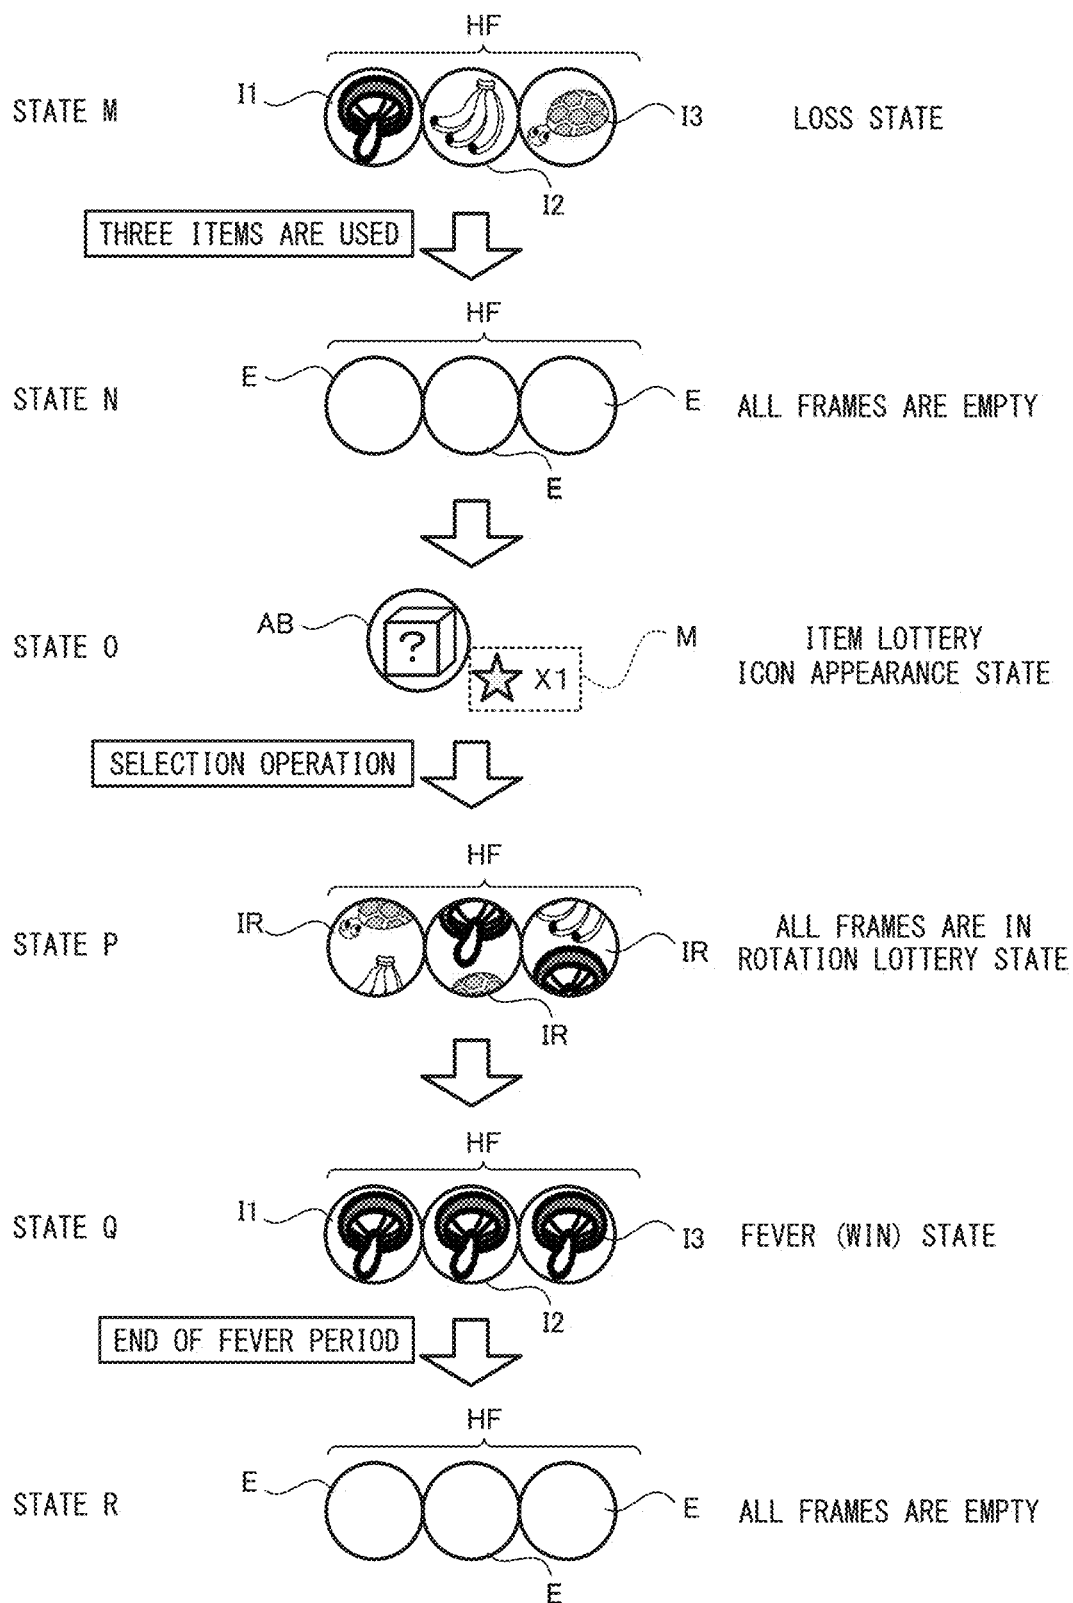 HF
I1
STATE M
I3
LOSS STATE
I2
THREE ITEMS ARE USED
HF
E
STATE N
E
ALL FRAMES ARE EMPTY
E
AB
?
M
STATE O
ITEM LOTTERY
ICON APPEARANCE STATE
X1
SELECTION OPERATION
HF
IR
STATE P
IR
ALL FRAMES ARE IN
ROTATION LOTTERY STATE
IR
HF
I1
STATE Q
I3
FEVER (WIN) STATE
I2
END OF FEVER PERIOD
HF
E
STATE R
E
ALL FRAMES ARE EMPTY
E